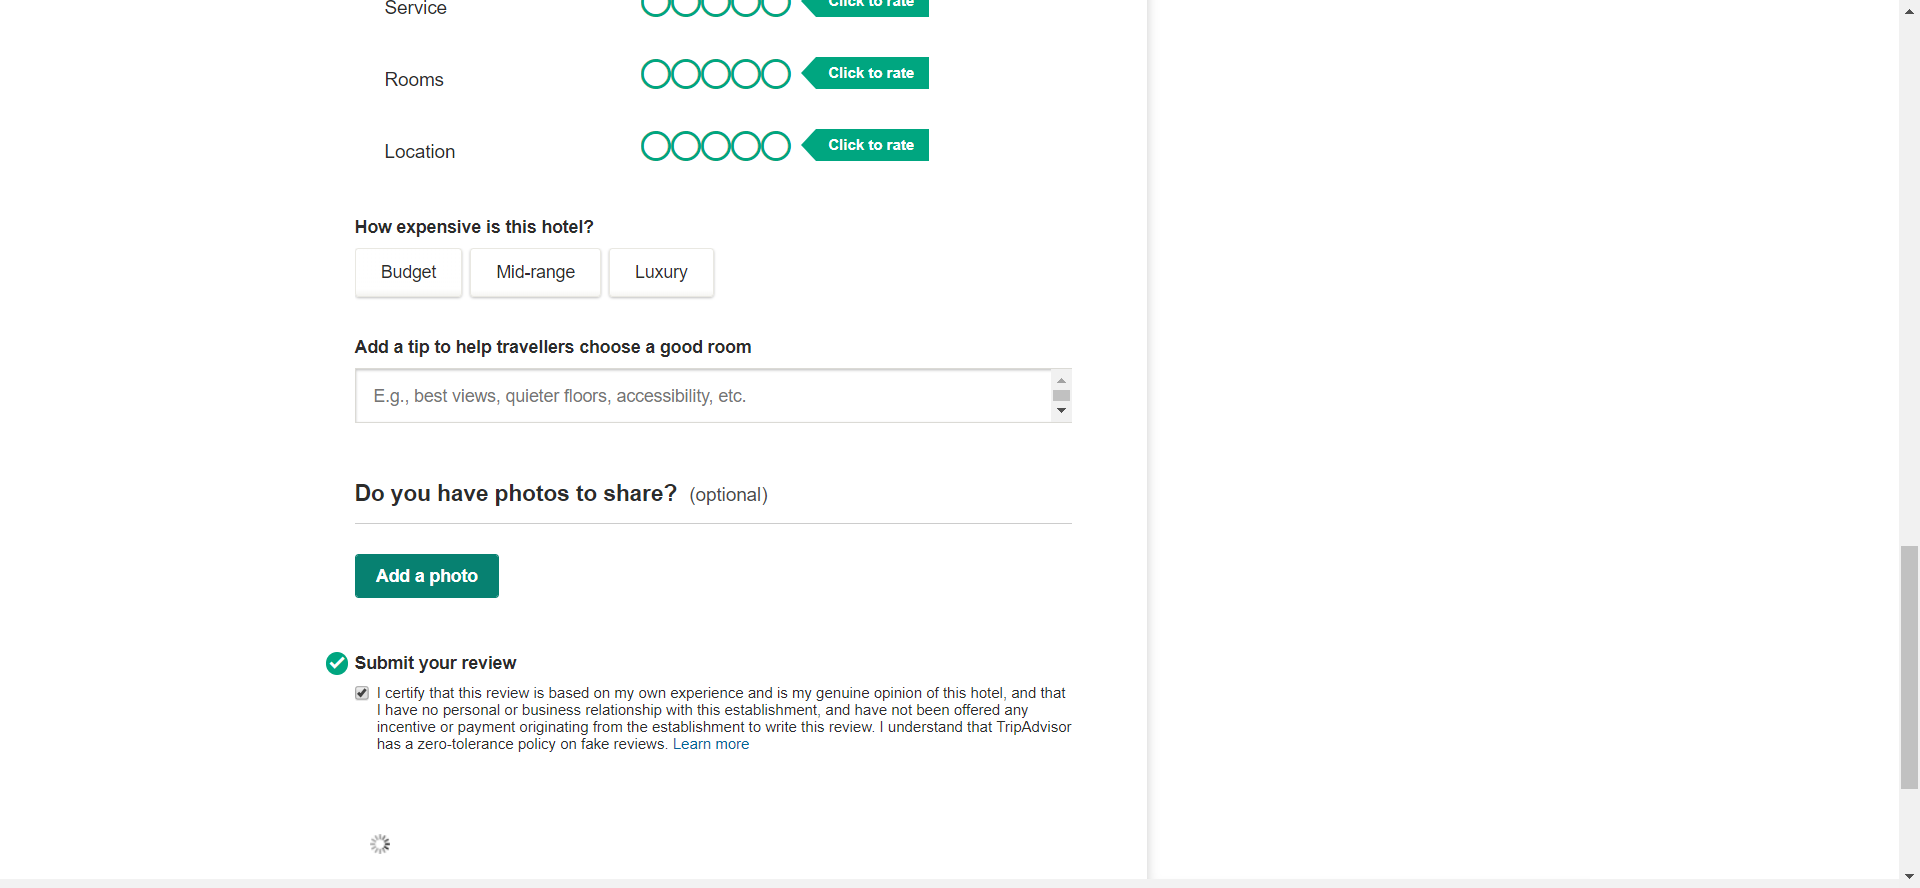 Service Click to rate
Rooms Click to rate
Location Click to rate
How expensive is this hotel?
Budget Mid-range Luxury
Add a tip to help travellers choose a good room
E.g., best views, quieter floors, accessibility, etc.
Do you have photos to share? (optional)
Add a photo
Submit your review
I certify that this review is based on my own experience and is my genuine opinion of this hotel, and that
I have no personal or business relationship with this establishment, and have not been offered any
incentive or payment originating from the establishment to write this review. I understand that TripAdvisor
has a zero-tolerance policy on fake reviews. Learn more